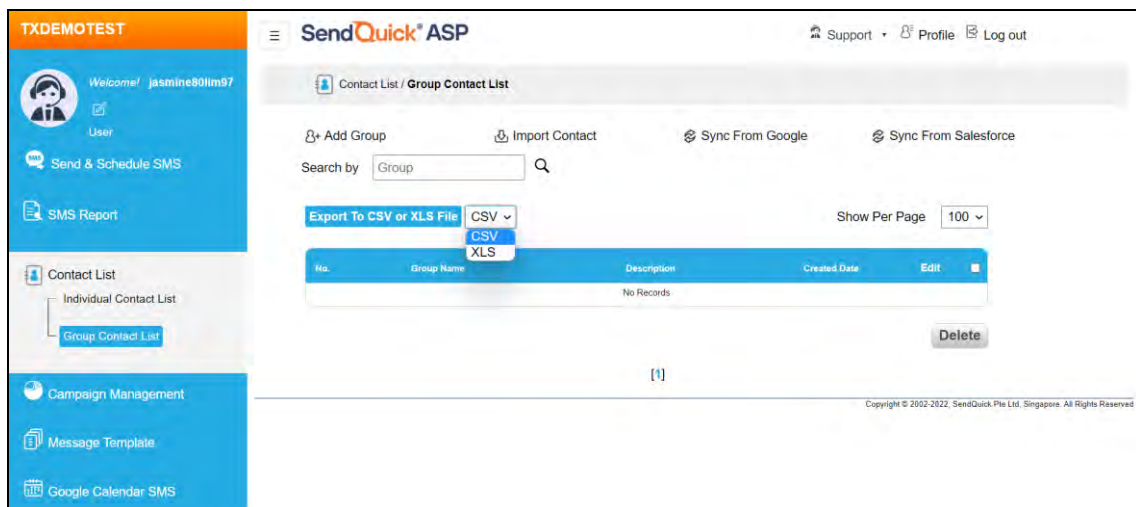 TXDEMOTEST
SendQuick® ASP
Support
Profile
Log out
Welcome! jasmine80lim97
User
Send & Schedule SMS
SMS Report
Contact List
Individual Contact List
Group Contact List
Campaign Management
Message Template
Google Calendar SMS
Contact List / Group Contact List
Add Group
Import Contact
Sync From Google
Sync From Salesforce
Search by
Group
Export To CSV or XLS File
CSV
CSV
XLS
Show Per Page
100
No. Group Name Description Created Date Edit
No Records
Delete
[1]
Copyright © 2002-2022, SendQuick Pte Ltd, Singapore. All Rights Reserved